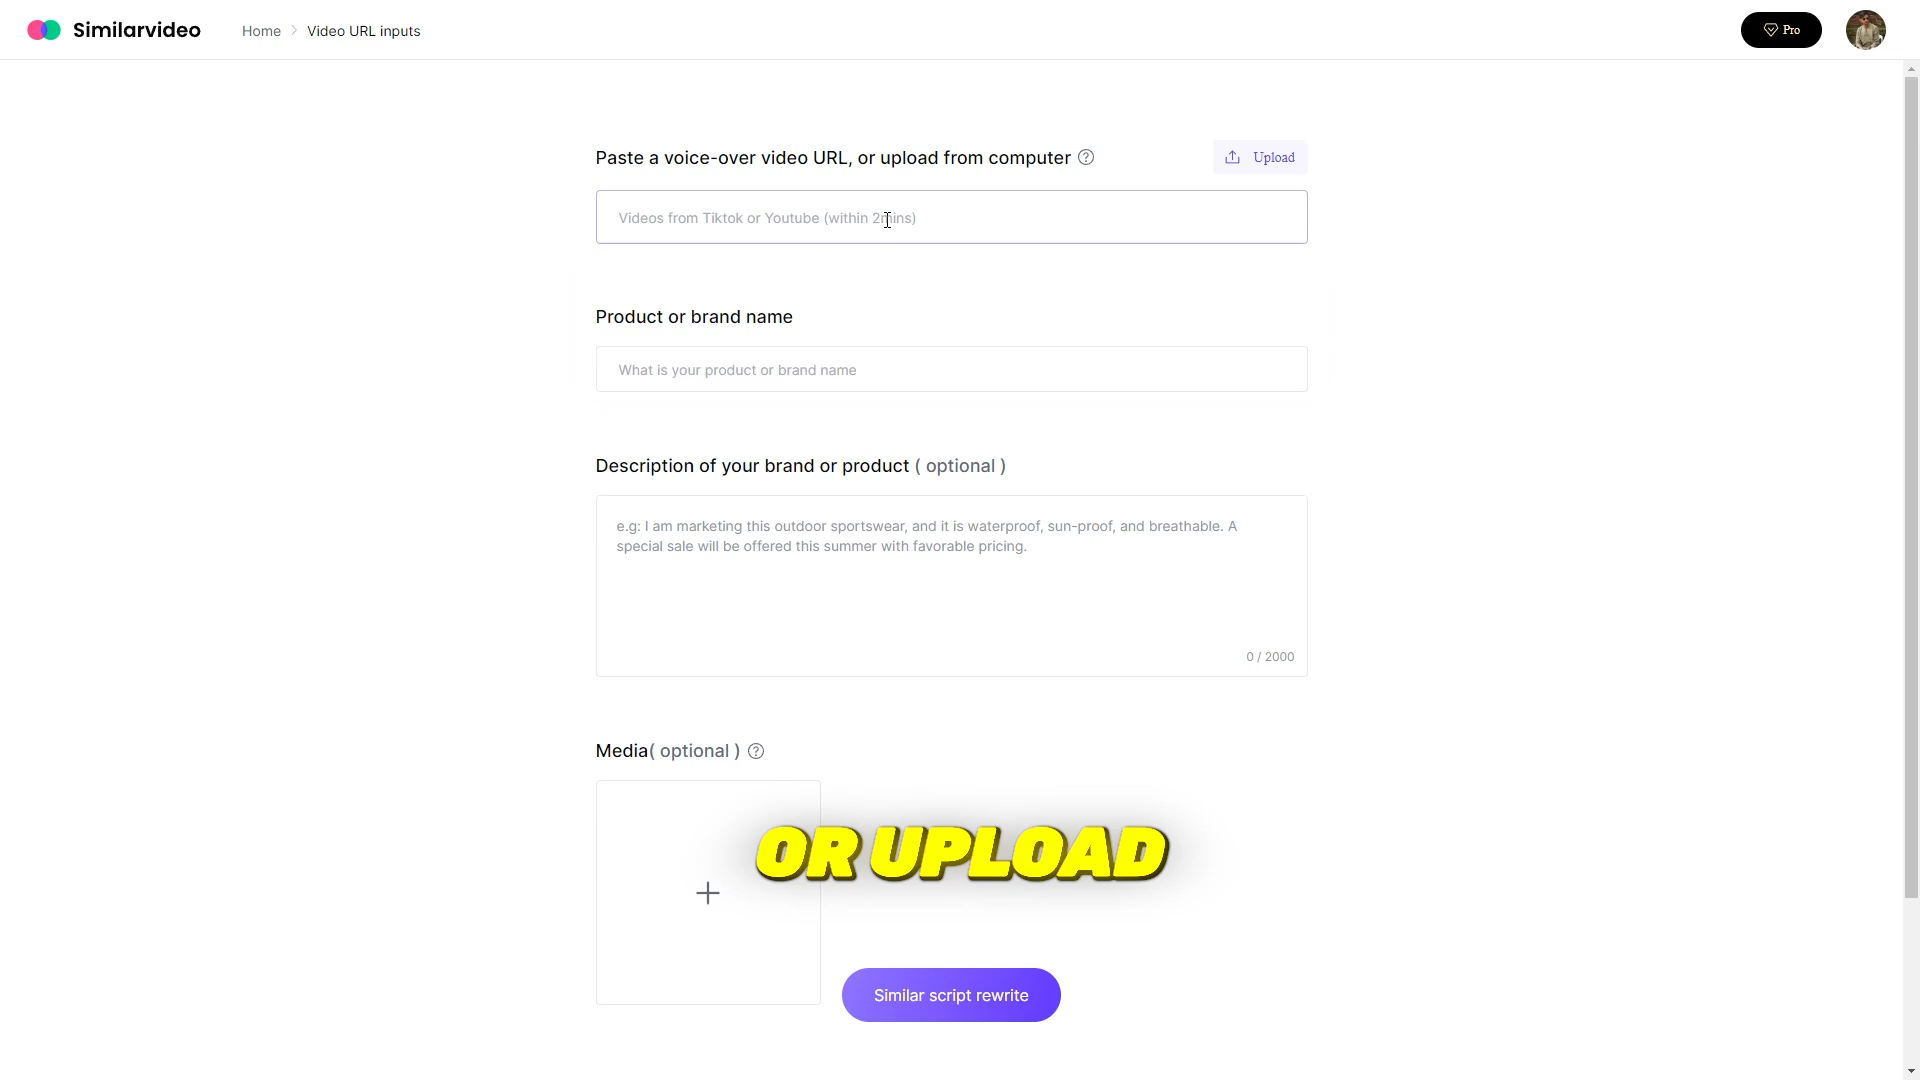 Similarvideo
Home > Video URL inputs
Pro
Paste a voice-over video URL, or upload from computer ?
Upload
Videos from Tiktok or Youtube (within 2mins)
Product or brand name
What is your product or brand name
Description of your brand or product ( optional )
e.g: I am marketing this outdoor sportswear, and it is waterproof, sun-proof, and breathable. A
special sale will be offered this summer with favorable pricing.
0 / 2000
Media( optional ) ?
OR UPLOAD
Similar script rewrite